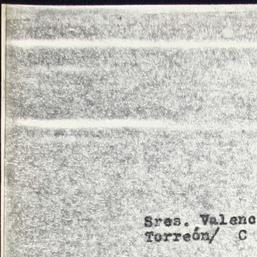 Sres. Valenc
Torreón/ C